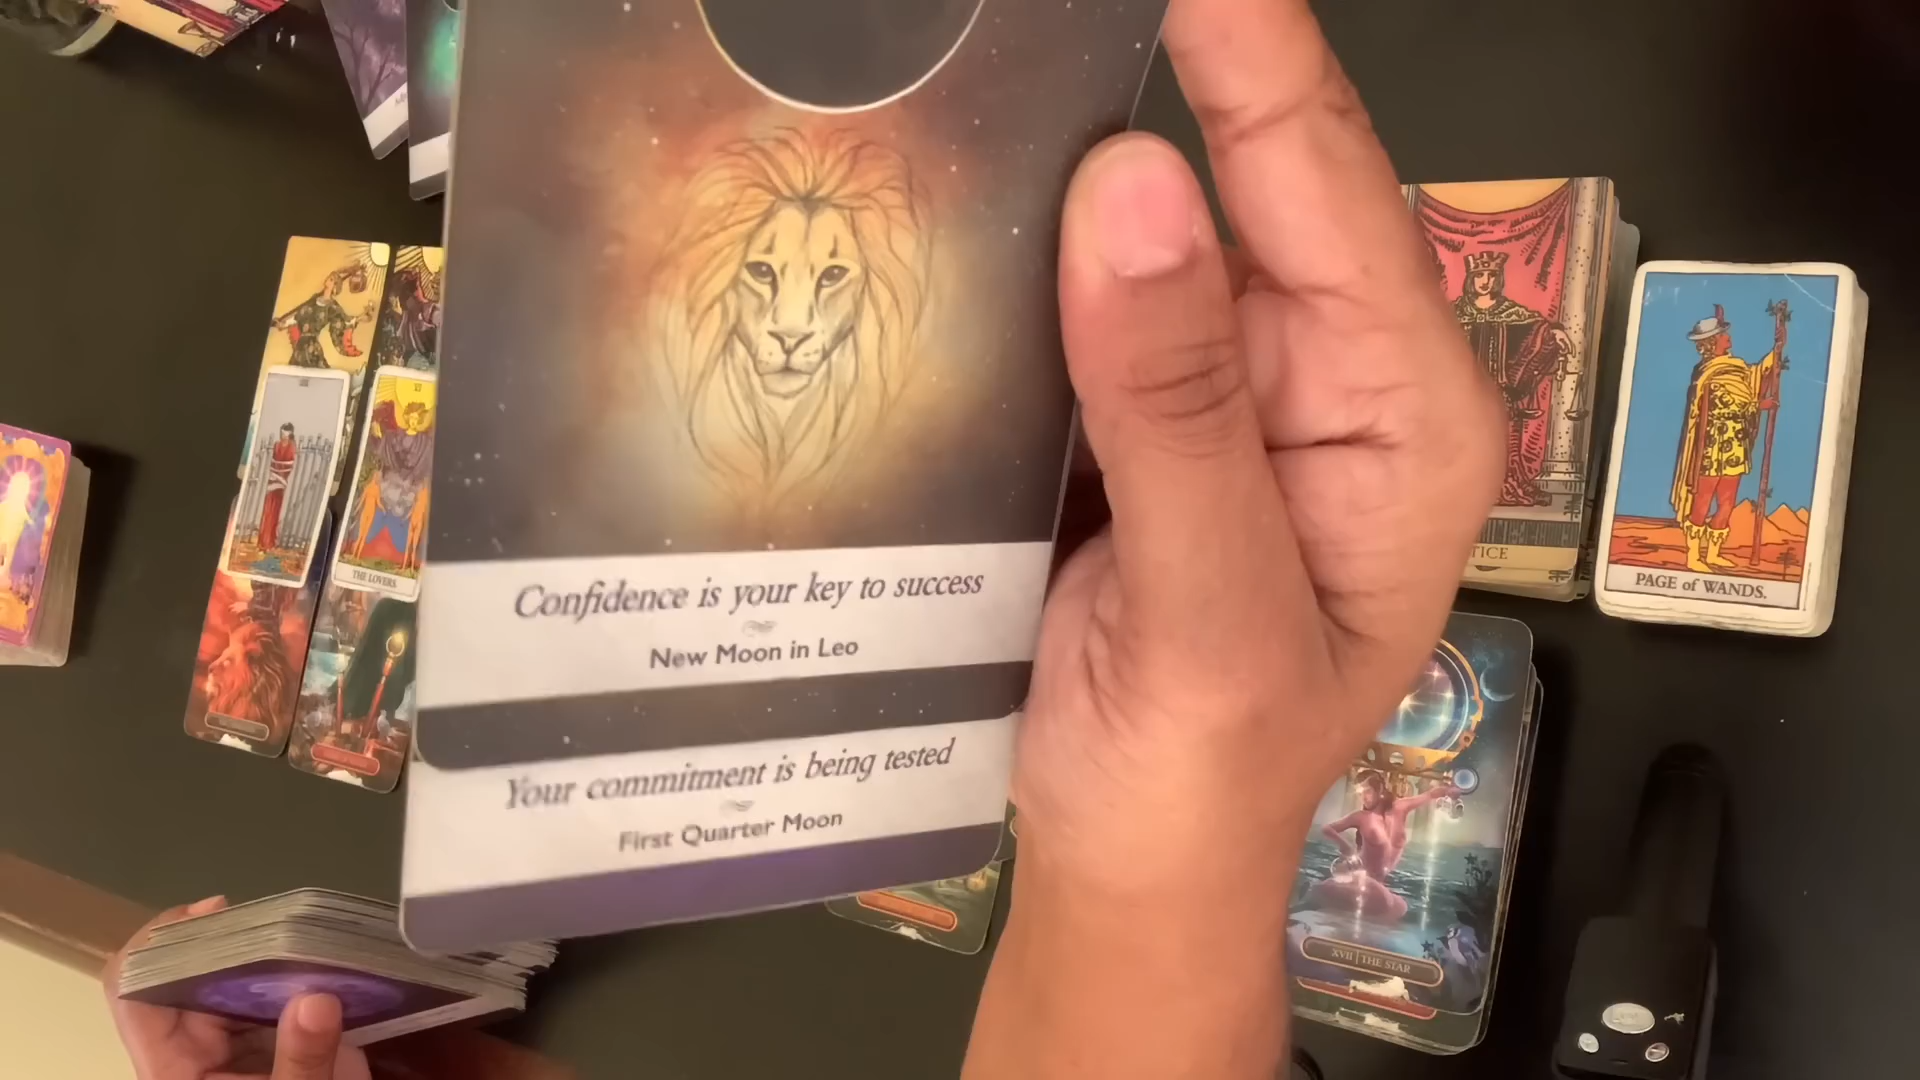 Confidence is your key to success
New Moon in Leo
Your commitment is being tested
First Quarter Moon
THE LOVERS.
TICE
PAGE of WANDS.
XVII THE STAR